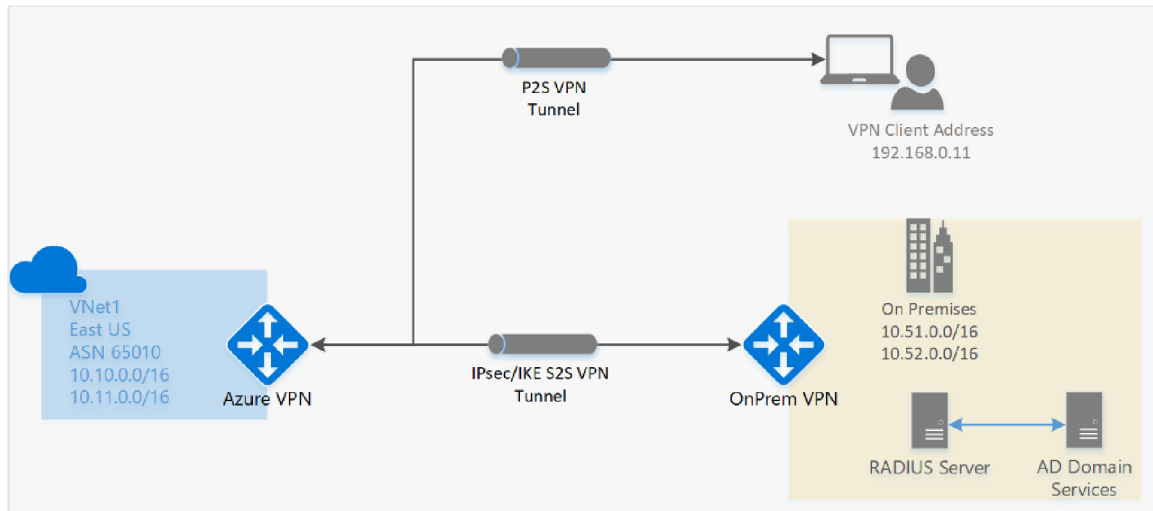 P2S VPN
Tunnel
VPN Client Address
192.168.0.11
VNet1
East US
ASN 65010
10.10.0.0/16
10.11.0.0/16
Azure VPN
IPsec/IKE S2S VPN
Tunnel
OnPrem VPN
On Premises
10.51.0.0/16
10.52.0.0/16
RADIUS Server
AD Domain
Services